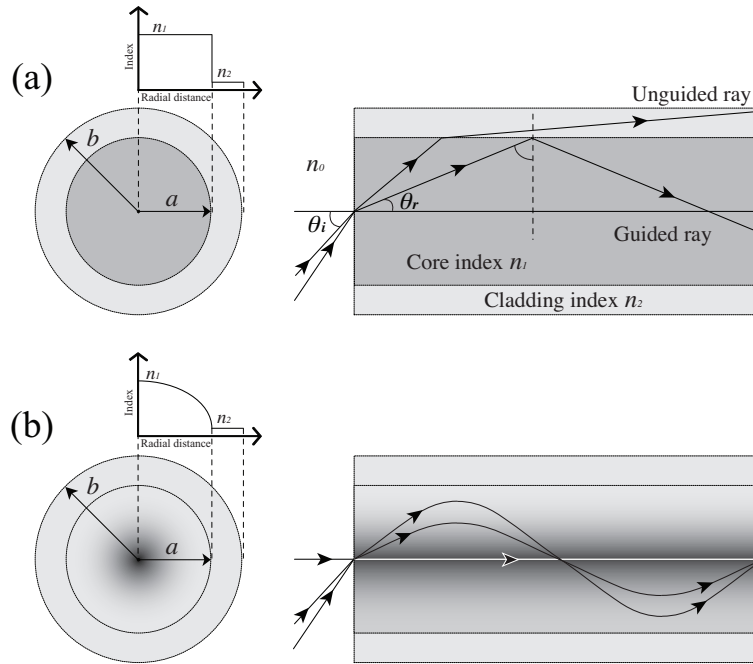 (a)
Index
n₁
n₂
Radial distance
b
a
Unguided ray
n₀
θᵢ
θᵣ
Guided ray
Core index n₁
Cladding index n₂
(b)
Index
n₁
n₂
Radial distance
b
a